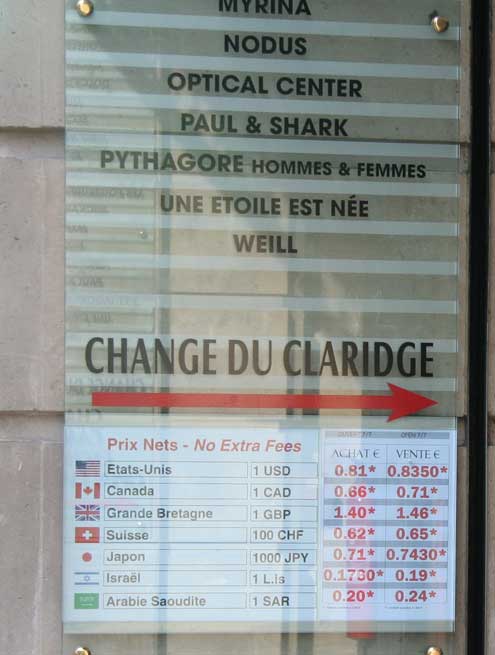 MYRINA
NODUS
OPTICAL CENTER
PAUL & SHARK
PYTHAGORE HOMMES & FEMMES
UNE ETOILE EST NÉE
WEILL
CHANGE DU CLARIDGE
Prix Nets - No Extra Fees
ACHAT € VENTE €
Etats-Unis 1 USD 0.81* 0.8350*
Canada 1 CAD 0.66* 0.71*
Grande Bretagne 1 GBP 1.40* 1.46*
Suisse 100 CHF 0.62* 0.65*
Japon 1000 JPY 0.71* 0.7430*
Israël 1 L.is 0.1780* 0.19*
Arabie Saoudite 1 SAR 0.20* 0.24*